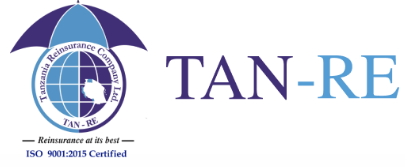 Tanzania Reinsurance Company Ltd.
TAN - RE
Reinsurance at its best
ISO 9001:2015 Certified
TAN-RE